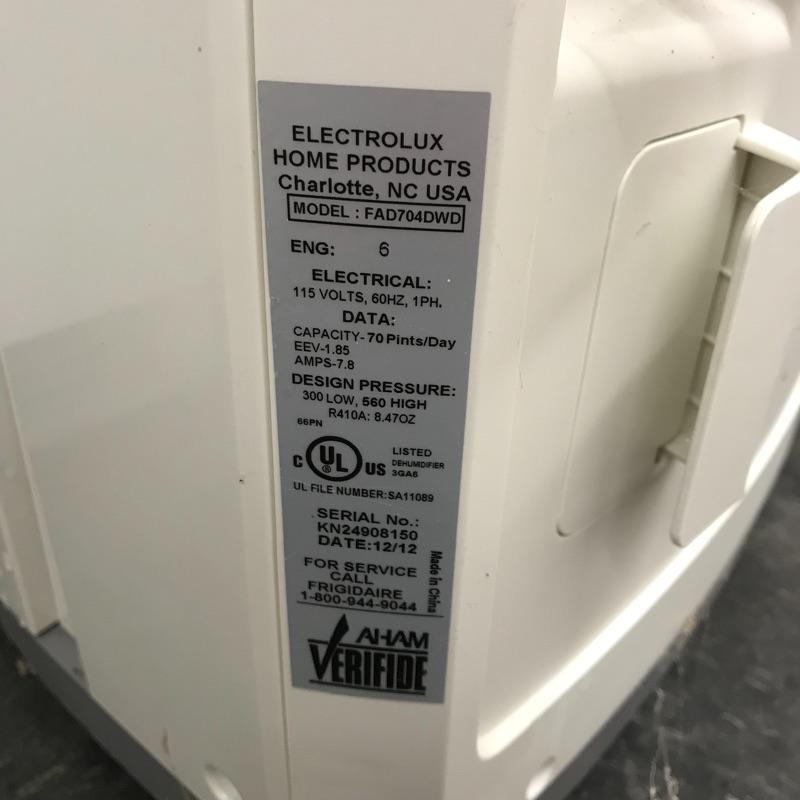 ELECTROLUX
HOME PRODUCTS
Charlotte, NC USA
MODEL : FAD704DWD
ENG: 6
ELECTRICAL:
115 VOLTS, 60HZ, 1PH.
DATA:
CAPACITY-70 Pints/Day
EEV-1.85
AMPS-7.8
DESIGN PRESSURE:
300 LOW, 560 HIGH
R410A: 8.47OZ
66PN
C UL ® US
LISTED
DEHUMIDIFIER
3GA6
UL FILE NUMBER:SA11089
SERIAL No.:
KN24908150
DATE:12/12
FOR SERVICE
CALL
FRIGIDAIRE
1-800-944-9044
Made in China
AHAM
VERIFIDE